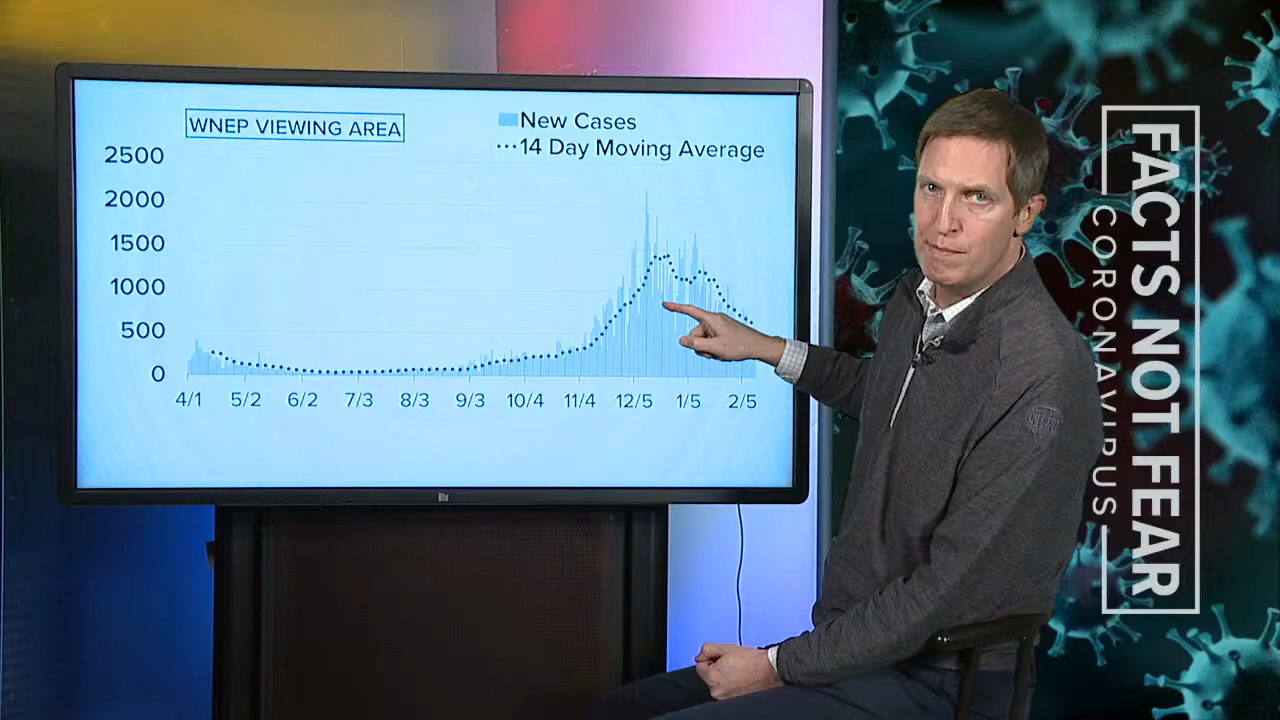 WNEP VIEWING AREA
New Cases
14 Day Moving Average
2500
2000
1500
1000
500
0
4/1 5/2 6/2 7/3 8/3 9/3 10/4 11/4 12/5 1/5 2/5
FACTS NOT FEAR
CORONAVIRUS